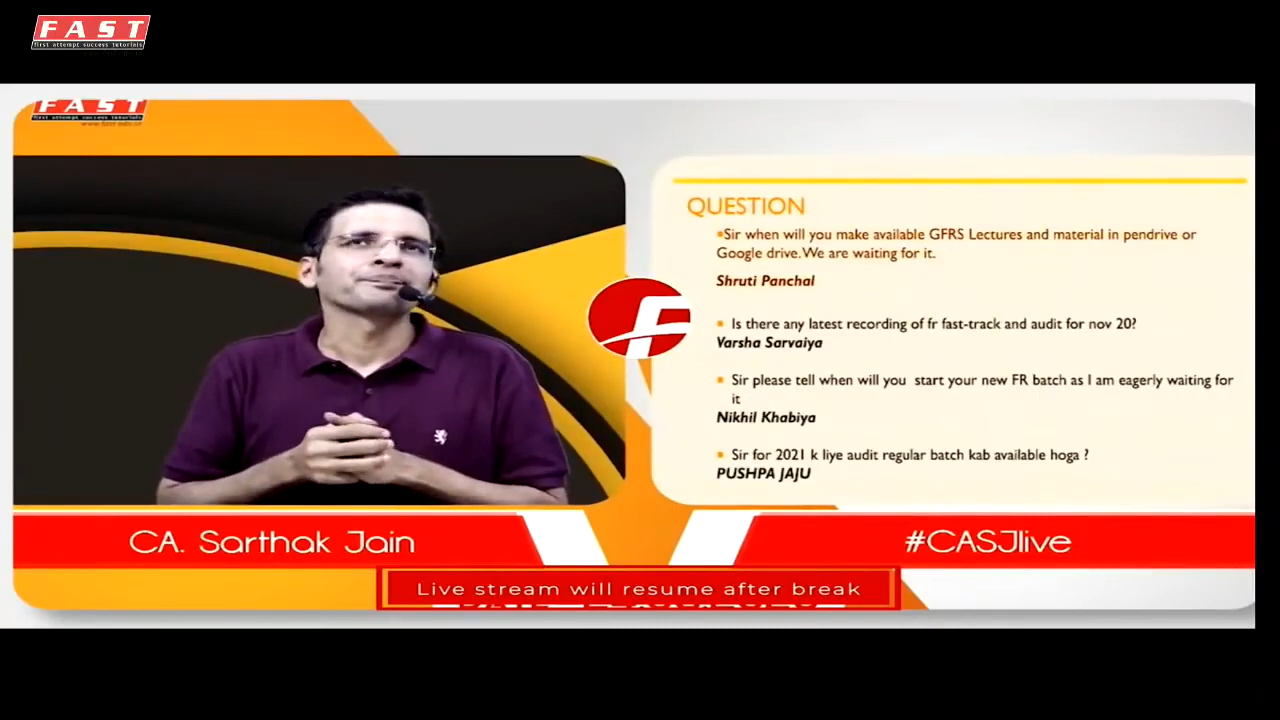 FAST
first attempt success tutorials
FAST
first attempt success tutorials
QUESTION
▪Sir when will you make available GFRS Lectures and material in pendrive or
Google drive. We are waiting for it.
Shruti Panchal
▪ Is there any latest recording of fr fast-track and audit for nov 20?
Varsha Sarvaiya
▪ Sir please tell when will you start your new FR batch as I am eagerly waiting for
it
Nikhil Khabiya
▪ Sir for 2021 k liye audit regular batch kab available hoga ?
PUSHPA JAJU
F
CA. Sarthak Jain
#CASJlive
Live stream will resume after break